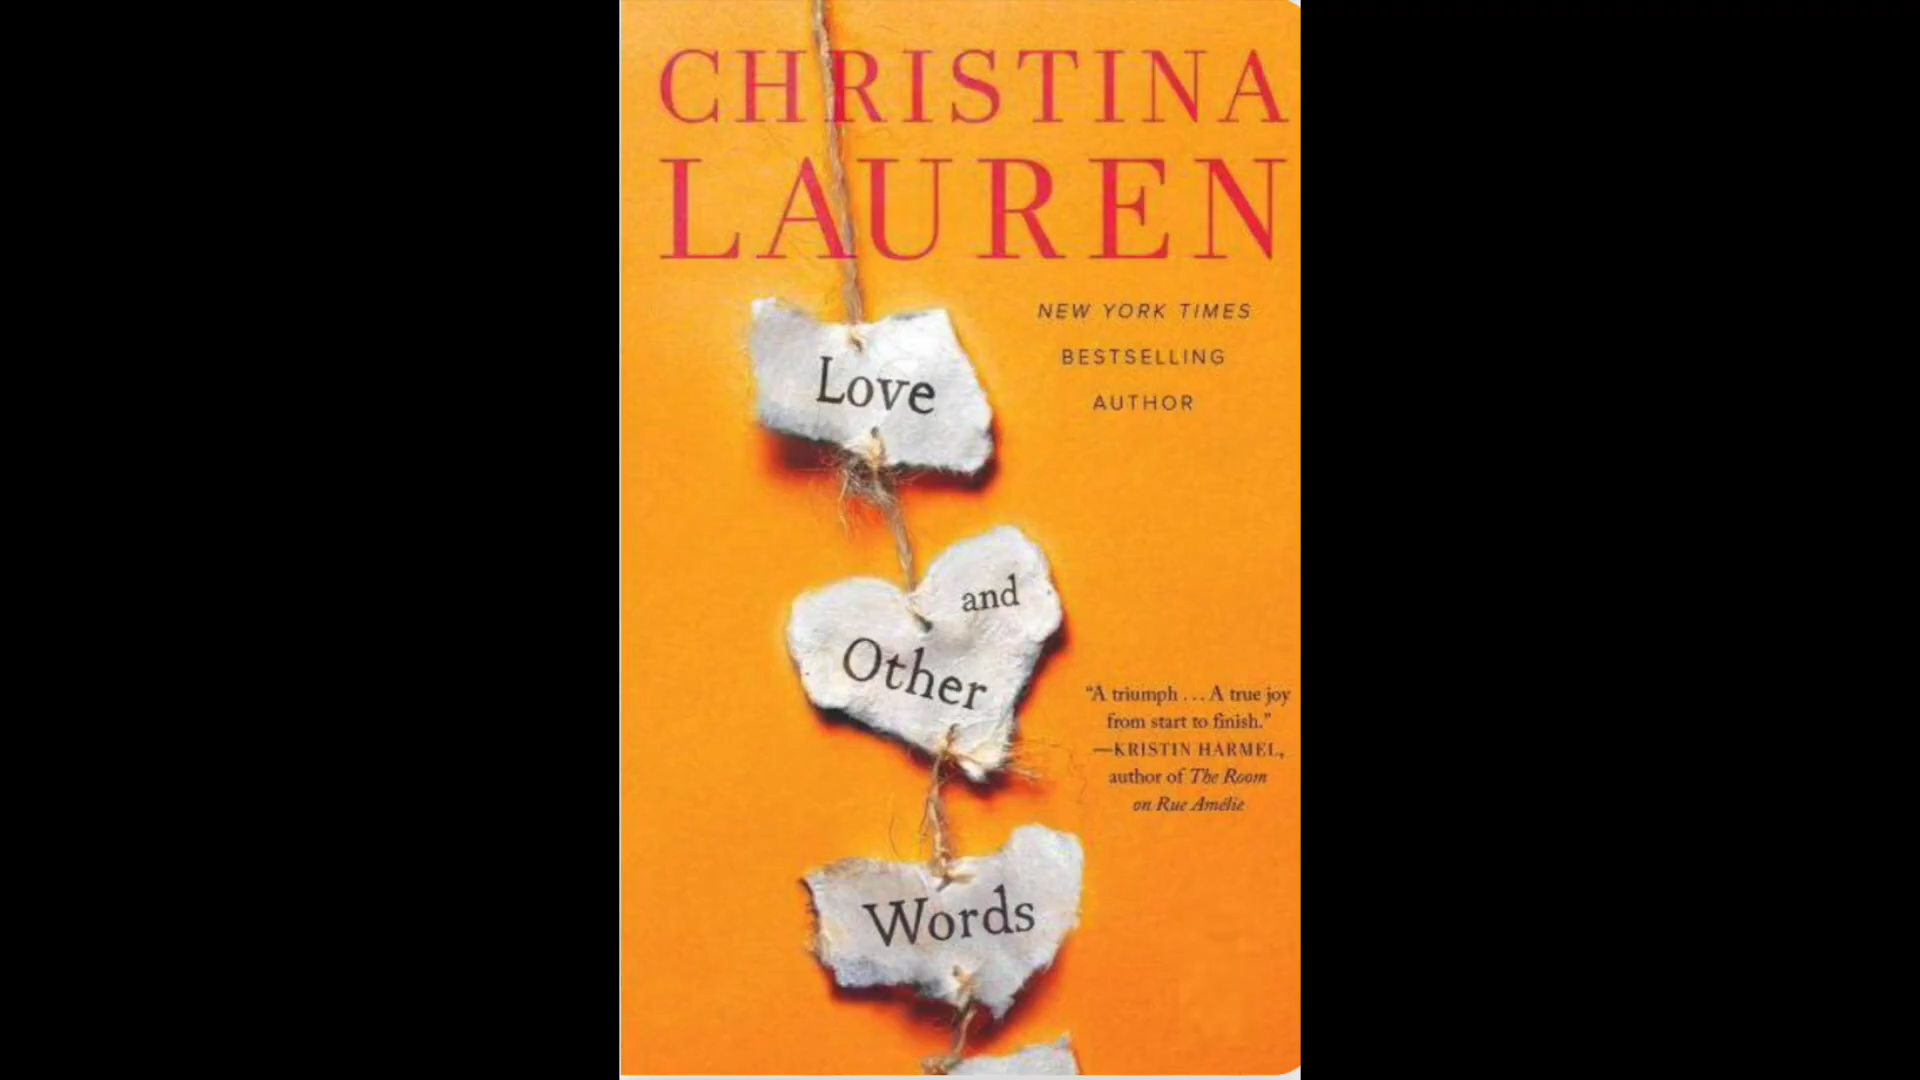 CHRISTINA
LAUREN
NEW YORK TIMES
BESTSELLING
AUTHOR
Love
and
Other
Words
“A triumph . . . A true joy
from start to finish.”
—KRISTIN HARMEL,
author of The Room
on Rue Amélie